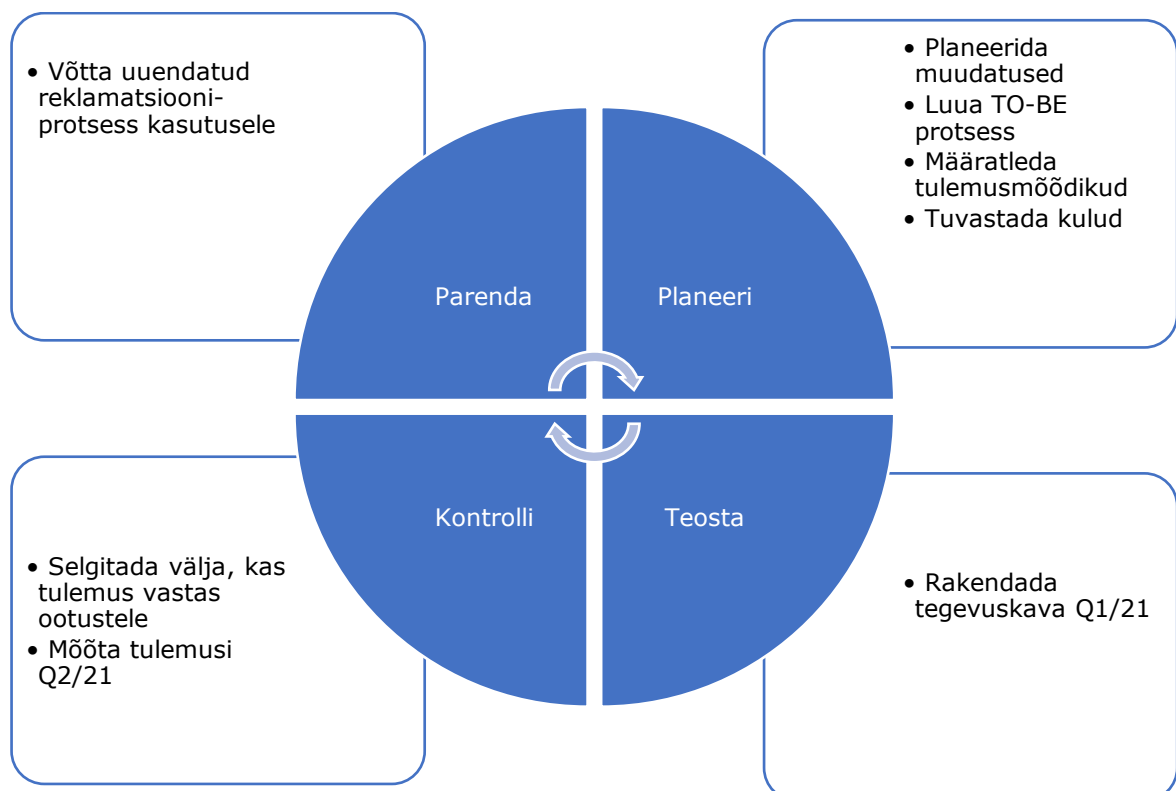 • Võtta uuendatud
reklamatsiooni-
protsess kasutusele
• Planeerida
muudatused
• Luua TO-BE
protsess
• Määratleda
tulemusmõõdikud
• Tuvastada kulud
Parenda
Planeeri
Kontrolli
Teosta
• Selgitada välja, kas
tulemus vastas
ootustele
• Mõõta tulemusi
Q2/21
• Rakendada
tegevuskava Q1/21